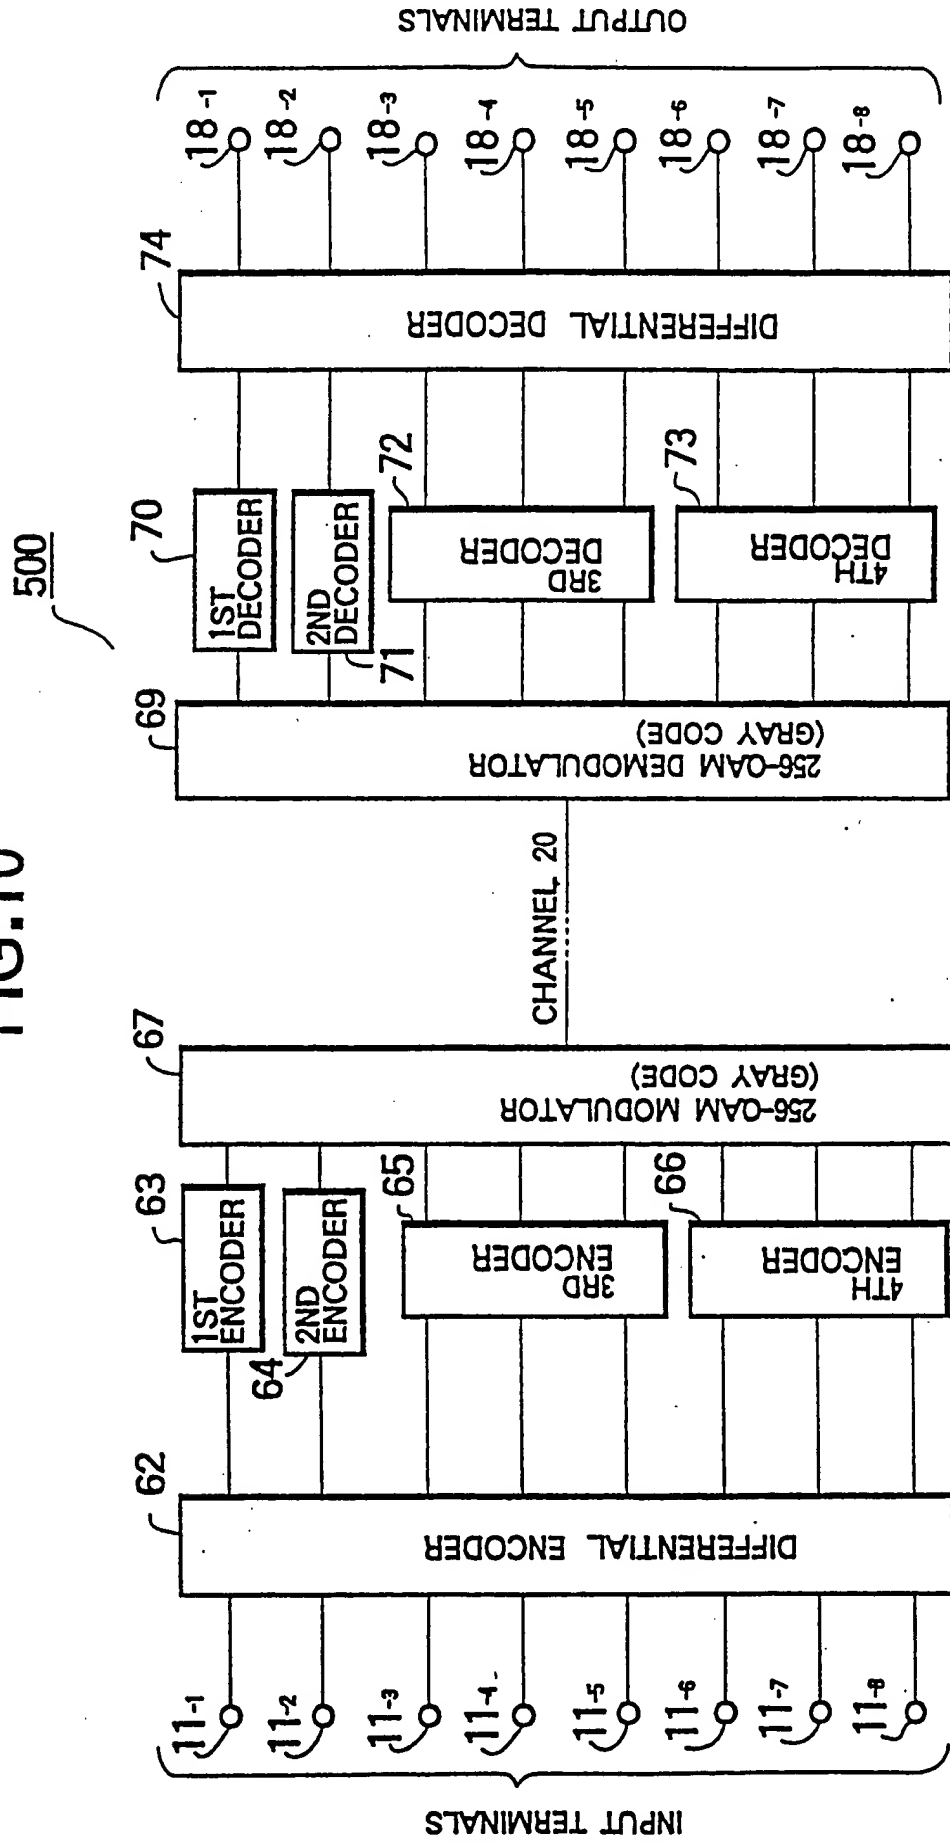 FIG.10
500
INPUT TERMINALS
11-1
11-2
11-3
11-4
11-5
11-6
11-7
11-8
62
DIFFERENTIAL ENCODER
63
1ST
ENCODER
64
2ND
ENCODER
65
3RD
ENCODER
66
4TH
ENCODER
67
256-QAM MODULATOR
(GRAY CODE)
CHANNEL 20
69
256-QAM DEMODULATOR
(GRAY CODE)
70
1ST
DECODER
71
2ND
DECODER
72
3RD
DECODER
73
4TH
DECODER
74
DIFFERENTIAL DECODER
18-1
18-2
18-3
18-4
18-5
18-6
18-7
18-8
OUTPUT TERMINALS